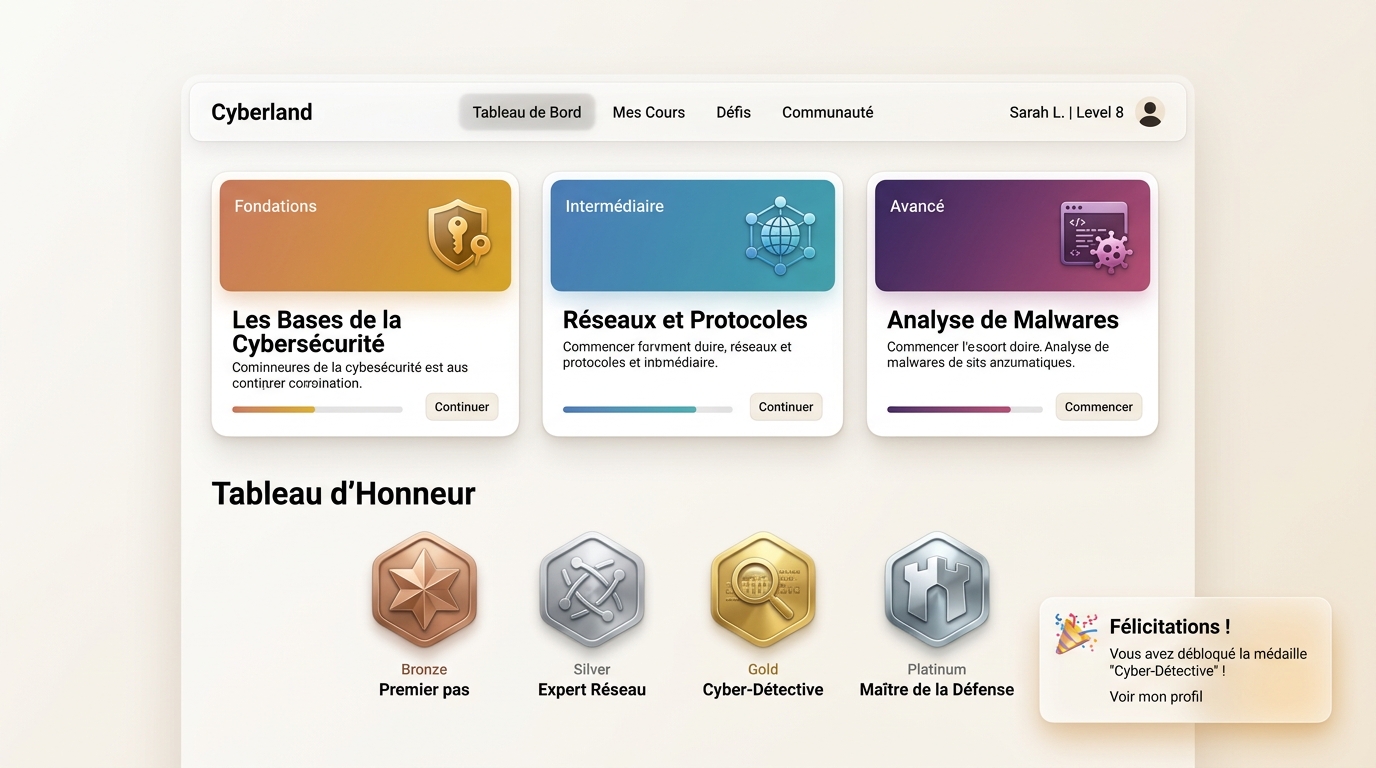 Cyberland
Tableau de Bord
Mes Cours
Défis
Communauté
Sarah L. | Level 8
Fondations
Les Bases de la
Cybersécurité
Cominneures de la cybesécurité est aus
Continuer
Intermédiaire
Réseaux et Protocoles
Commencer duire, réseaux et
protocoles et
Continuer
Avancé
Analyse de Malwares
Commencer l'esoort doire. Analyse de
malwares de sits anzumatiques.
Commencer
Tableau d’Honneur
Bronze
Premier pas
Silver
Expert Réseau
Gold
Cyber-Détective
Platinum
Maître de la Défense
Félicitations !
Vous avez débloqué la médaille
"Cyber-Détective" !
Voir mon profil